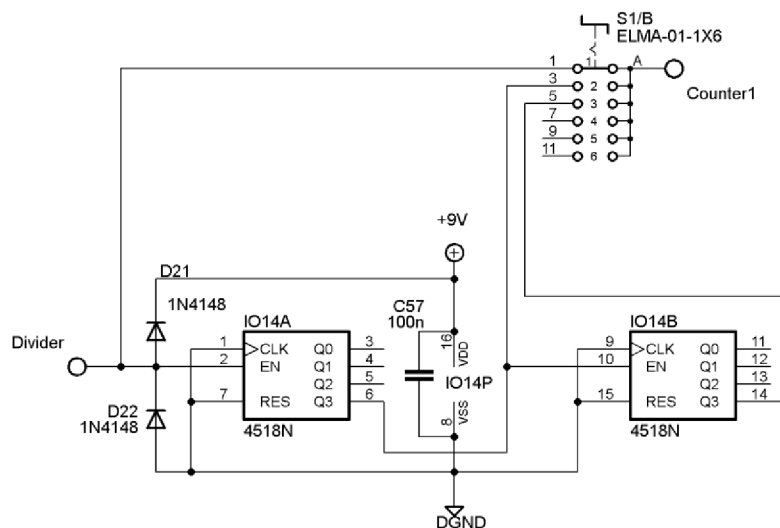 S1/B
ELMA-01-1X6
1 1 A
3 2
5 3
7 4
9 5
11 6
Counter1
+9V
D21
1N4148
C57
100n
IO14A
IO14B
Divider
1 CLK Q0 3
2 EN Q1 4
Q2 5
7 RES Q3 6
4518N
16 VDD
IO14P
8 VSS
9 CLK Q0 11
10 EN Q1 12
Q2 13
15 RES Q3 14
4518N
D22
1N4148
DGND